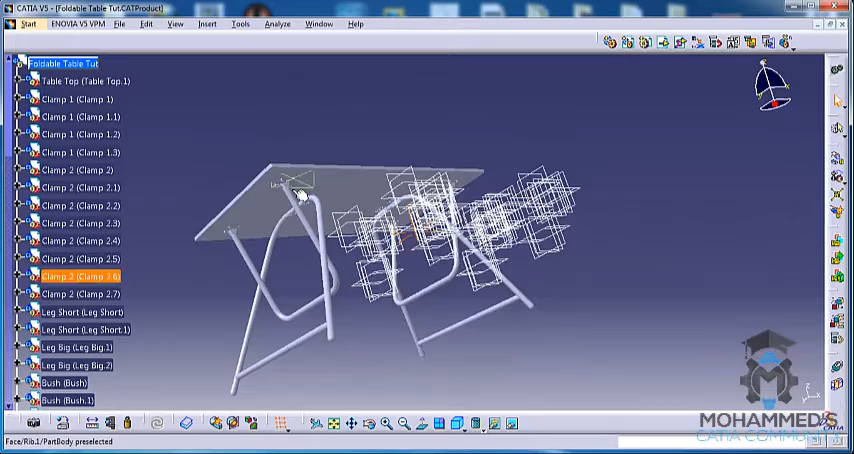 CATIA V5 - [Foldable Table Tut.CATProduct]
Start ENOVIA V5 VPM File Edit View Insert Tools Analyze Window Help
Foldable Table Tut
Table Top (Table Top.1)
Clamp 1 (Clamp 1)
Clamp 1 (Clamp 1.1)
Clamp 1 (Clamp 1.2)
Clamp 1 (Clamp 1.3)
Clamp 2 (Clamp 2)
Clamp 2 (Clamp 2.1)
Clamp 2 (Clamp 2.2)
Clamp 2 (Clamp 2.3)
Clamp 2 (Clamp 2.4)
Clamp 2 (Clamp 2.5)
Clamp 2 (Clamp 2.6)
Clamp 2 (Clamp 2.7)
Leg Short (Leg Short)
Leg Short (Leg Short.1)
Leg Big (Leg Big.1)
Leg Big (Leg Big.2)
Bush (Bush)
Bush (Bush.1)
MOHAMMED'S
CATIA COMMUN
Face/Rib.1/PartBody preselected